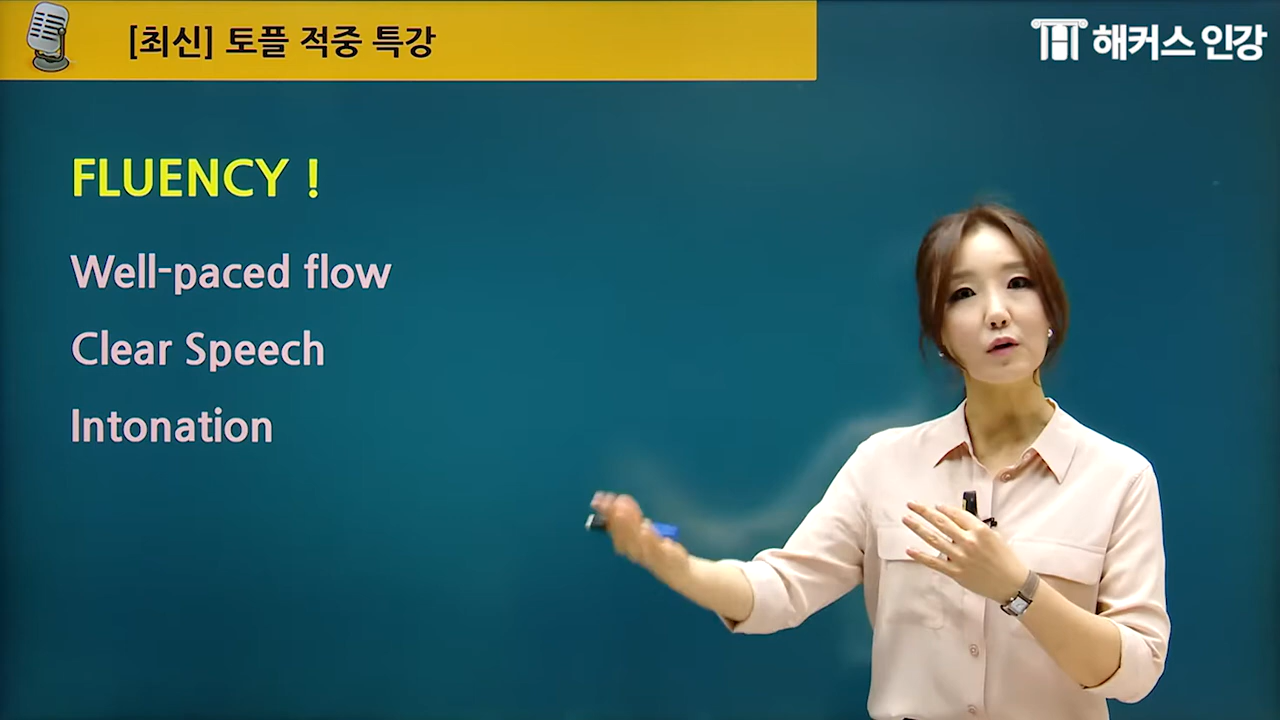 [최신] 토플 적중 특강
해커스 인강
FLUENCY !
Well-paced flow
Clear Speech
Intonation